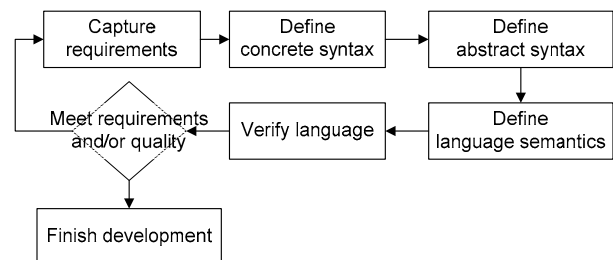 Capture
requirements
Define
concrete syntax
Define
abstract syntax
Define
language semantics
Verify language
Meet requirements
and/or quality
Finish development